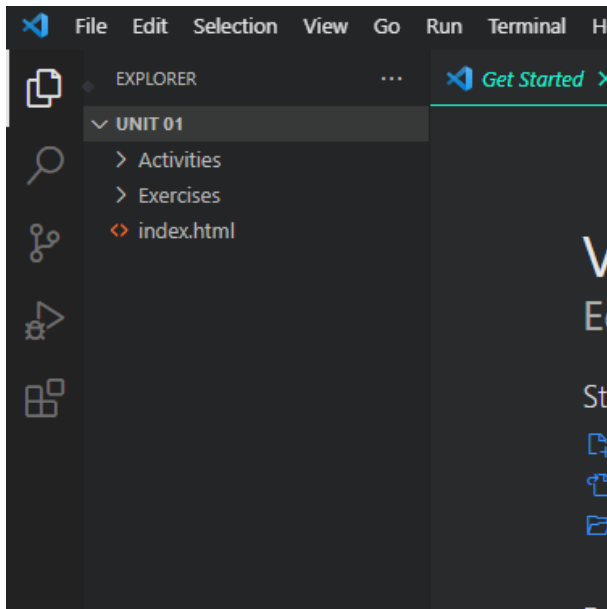 File Edit Selection View Go Run Terminal
EXPLORER
Get Started
UNIT 01
Activities
Exercises
index.html